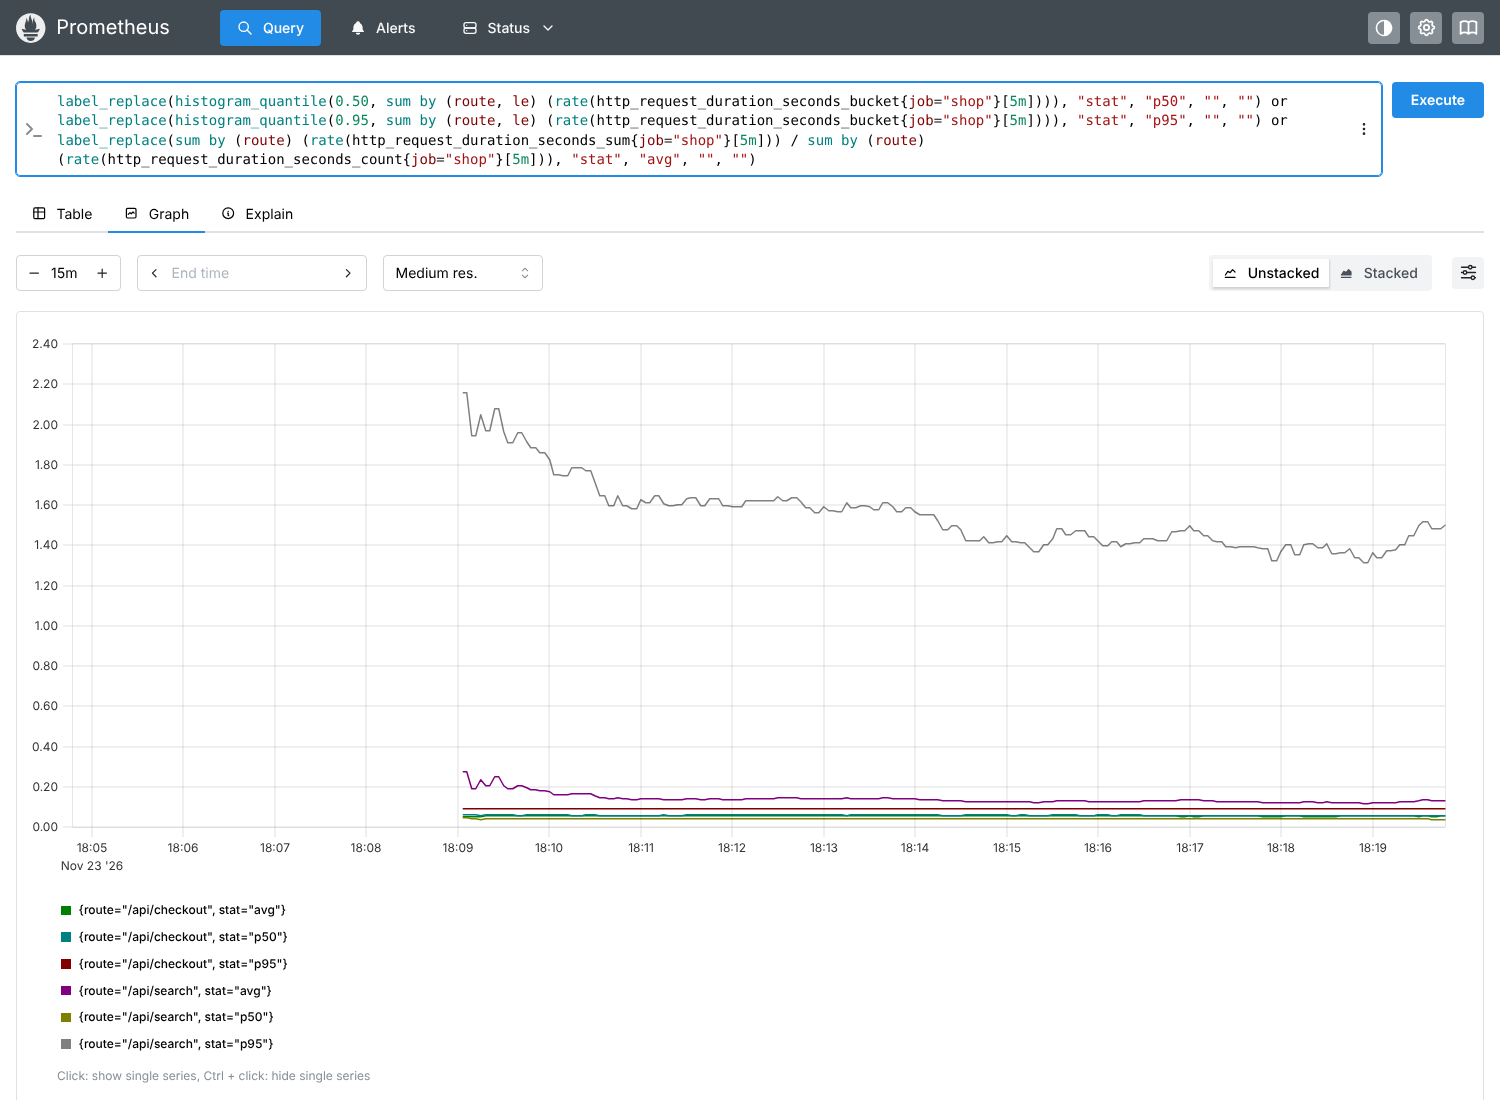 Prometheus
Query
Alerts
Status
label_replace(histogram_quantile(0.50, sum by (route, le) (rate(http_request_duration_seconds_bucket{job="shop"}[5m]))), "stat", "p50", "", "") or
label_replace(histogram_quantile(0.95, sum by (route, le) (rate(http_request_duration_seconds_bucket{job="shop"}[5m]))), "stat", "p95", "", "") or
label_replace(sum by (route) (rate(http_request_duration_seconds_sum{job="shop"}[5m])) / sum by (route)
(rate(http_request_duration_seconds_count{job="shop"}[5m])), "stat", "avg", "", "")
Execute
Table
Graph
Explain
15m
End time
Medium res.
Unstacked
Stacked
2.40
2.20
2.00
1.80
1.60
1.40
1.20
1.00
0.80
0.60
0.40
0.20
0.00
18:05
18:06
18:07
18:08
18:09
18:10
18:11
18:12
18:13
18:14
18:15
18:16
18:17
18:18
18:19
Nov 23 '26
{route="/api/checkout", stat="avg"}
{route="/api/checkout", stat="p50"}
{route="/api/checkout", stat="p95"}
{route="/api/search", stat="avg"}
{route="/api/search", stat="p50"}
{route="/api/search", stat="p95"}
Click: show single series, Ctrl + click: hide single series